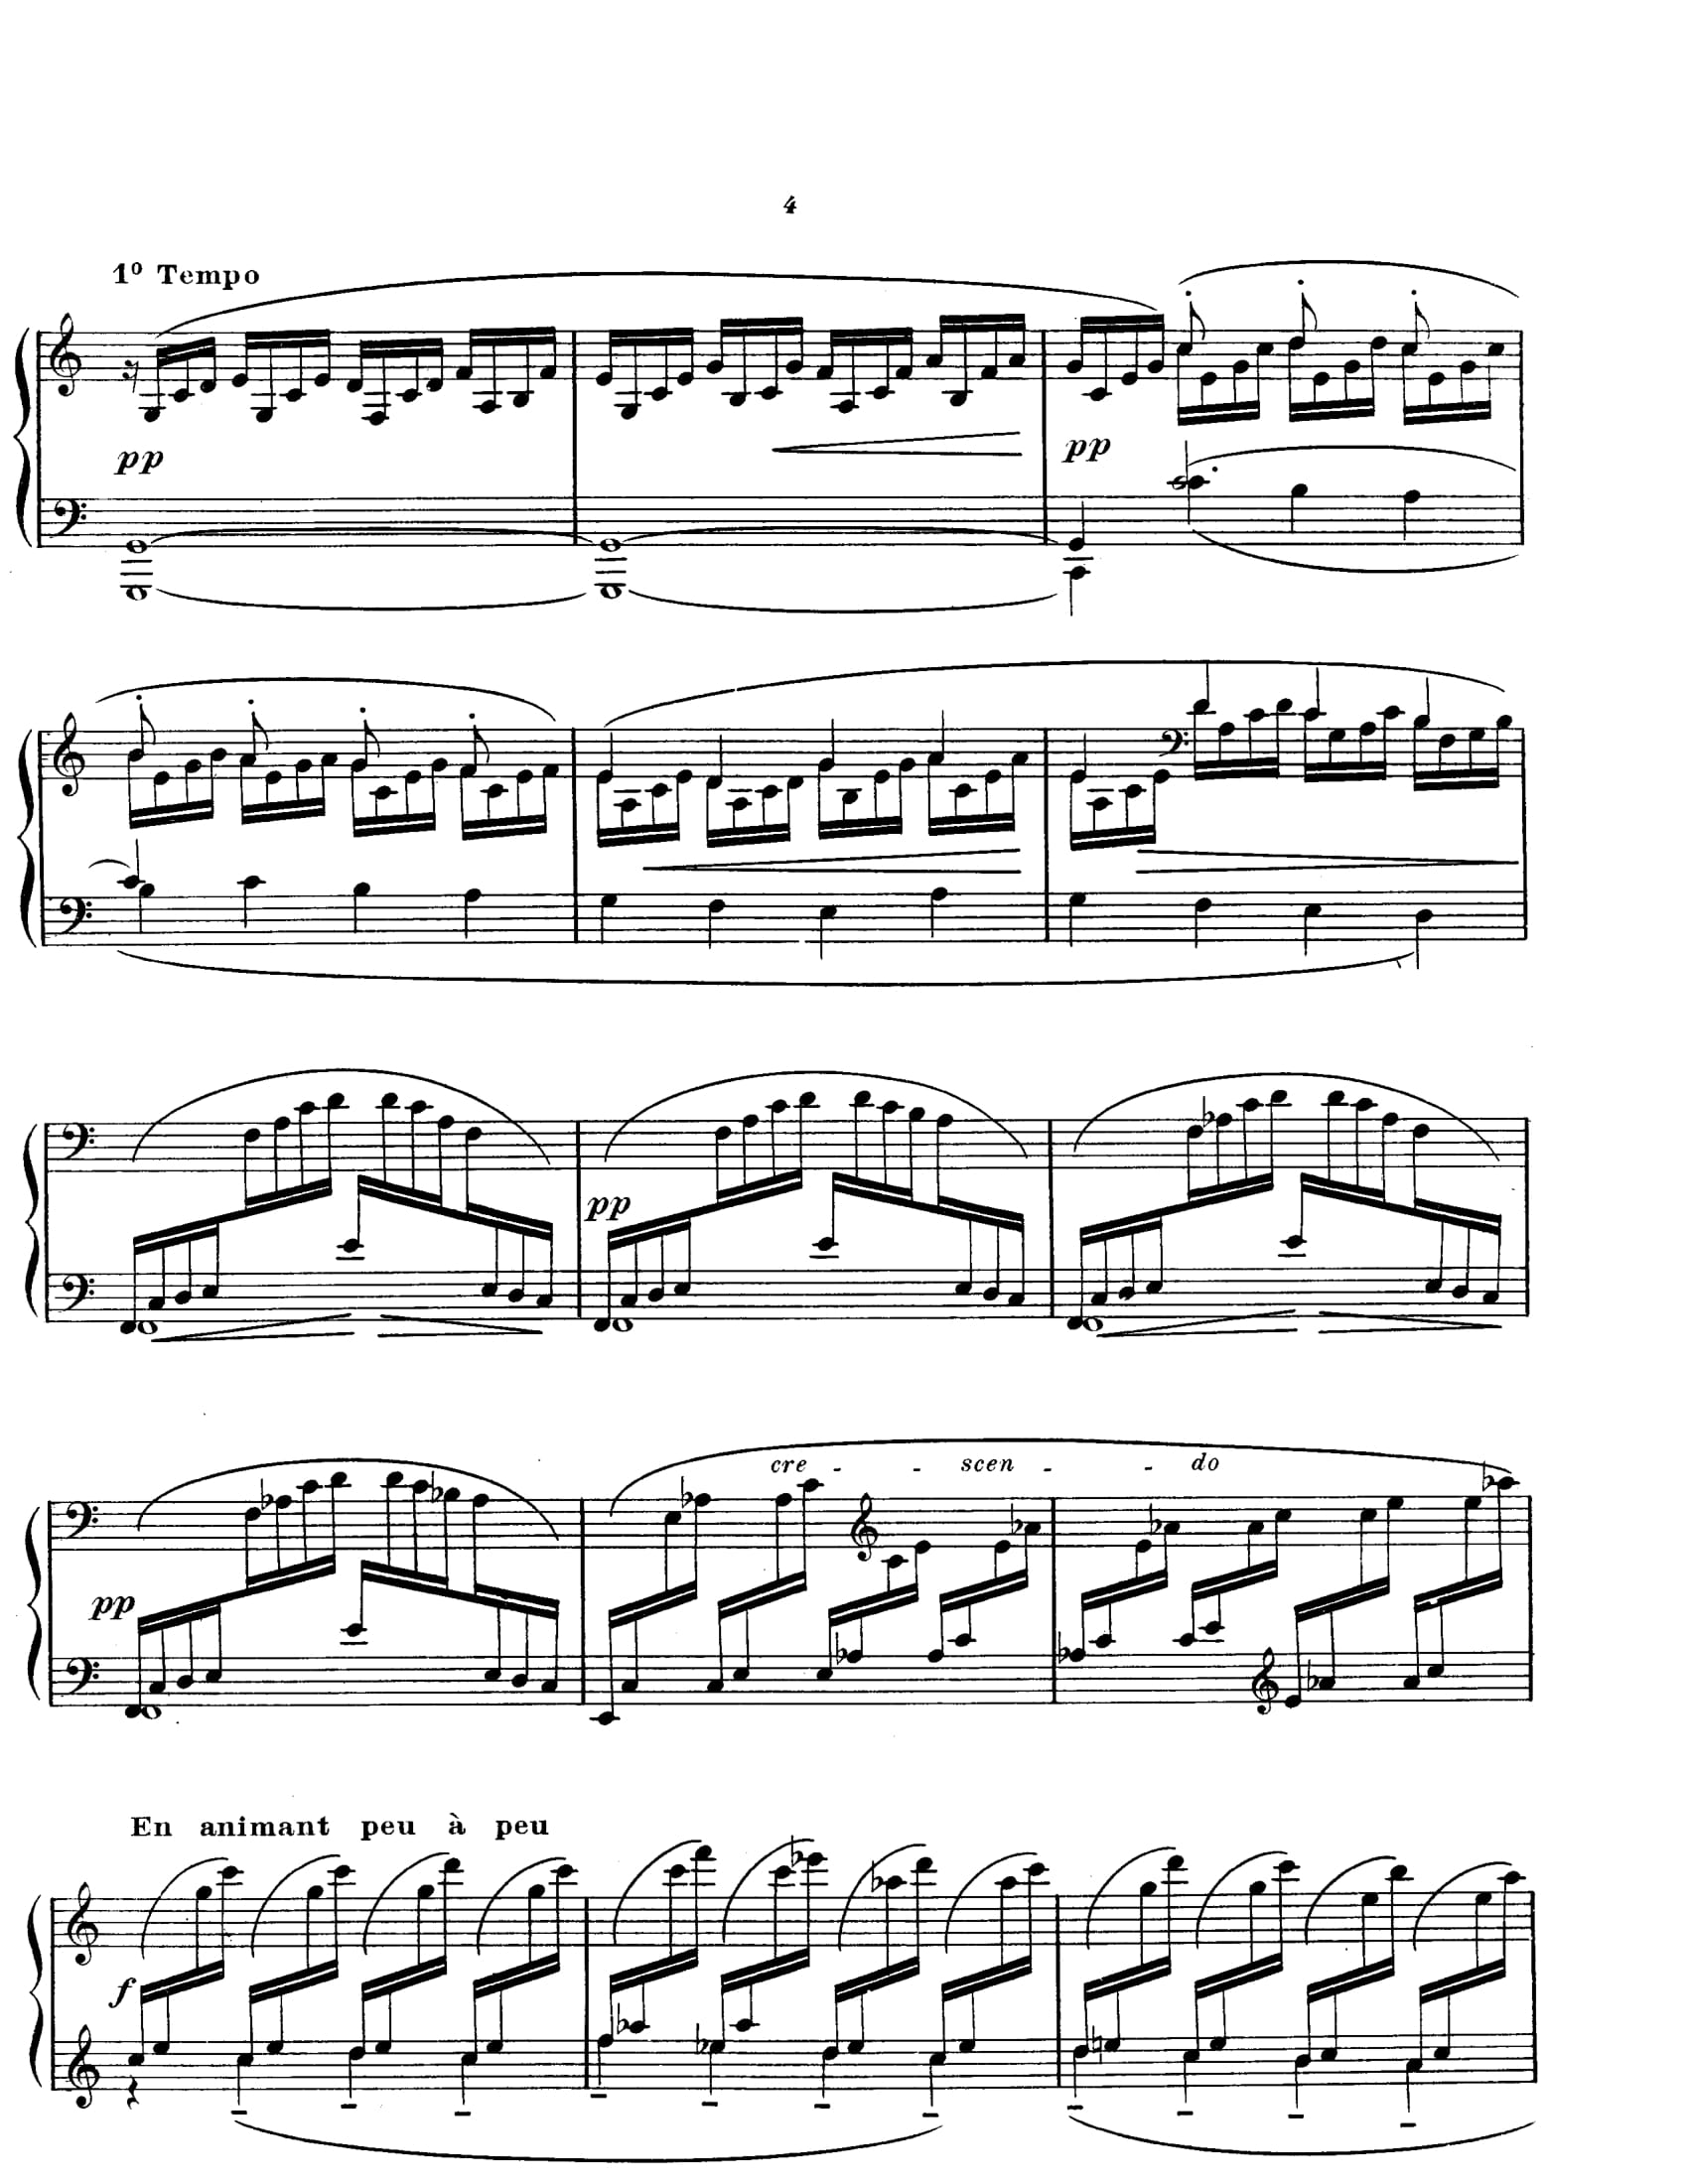 4
1º Tempo
pp
pp
pp
cre - - scen - - do
pp
En animant peu à peu
f